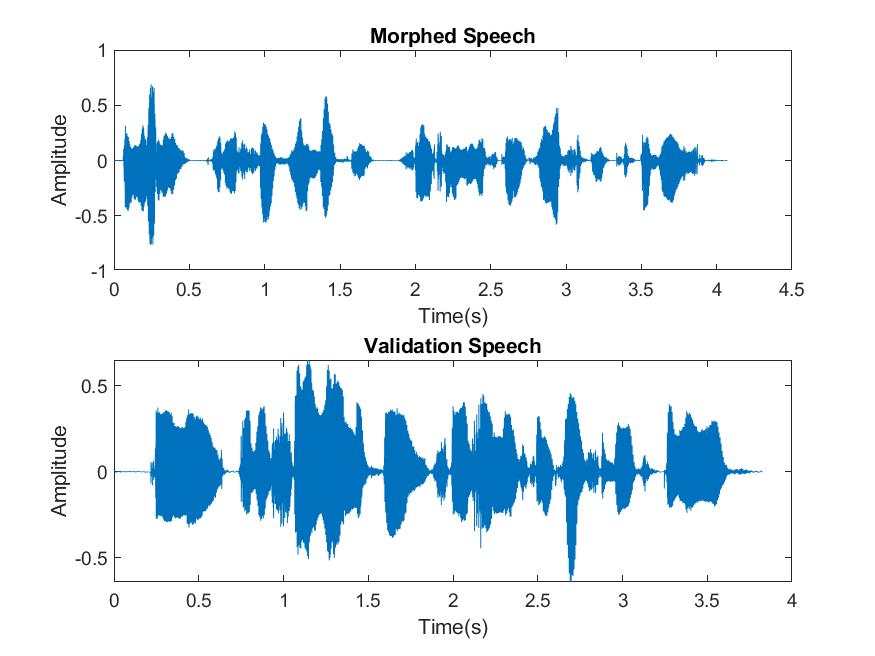 Morphed Speech
1
0.5
0
-0.5
-1
Amplitude
0 0.5 1 1.5 2 2.5 3 3.5 4 4.5
Time(s)
Validation Speech
0.5
0
-0.5
Amplitude
0 0.5 1 1.5 2 2.5 3 3.5 4
Time(s)